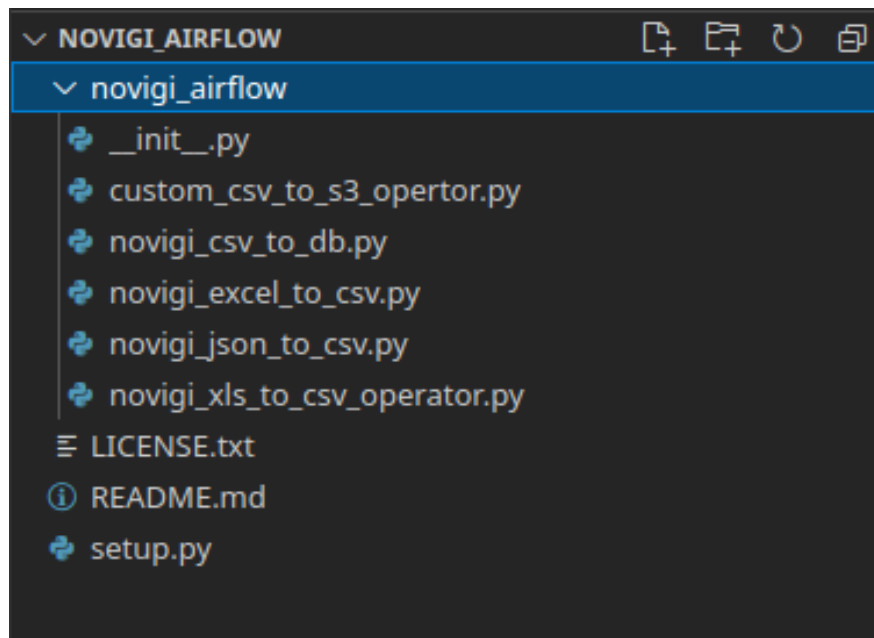 NOVIGI_AIRFLOW
novigi_airflow
__init__.py
custom_csv_to_s3_opertor.py
novigi_csv_to_db.py
novigi_excel_to_csv.py
novigi_json_to_csv.py
novigi_xls_to_csv_operator.py
LICENSE.txt
README.md
setup.py